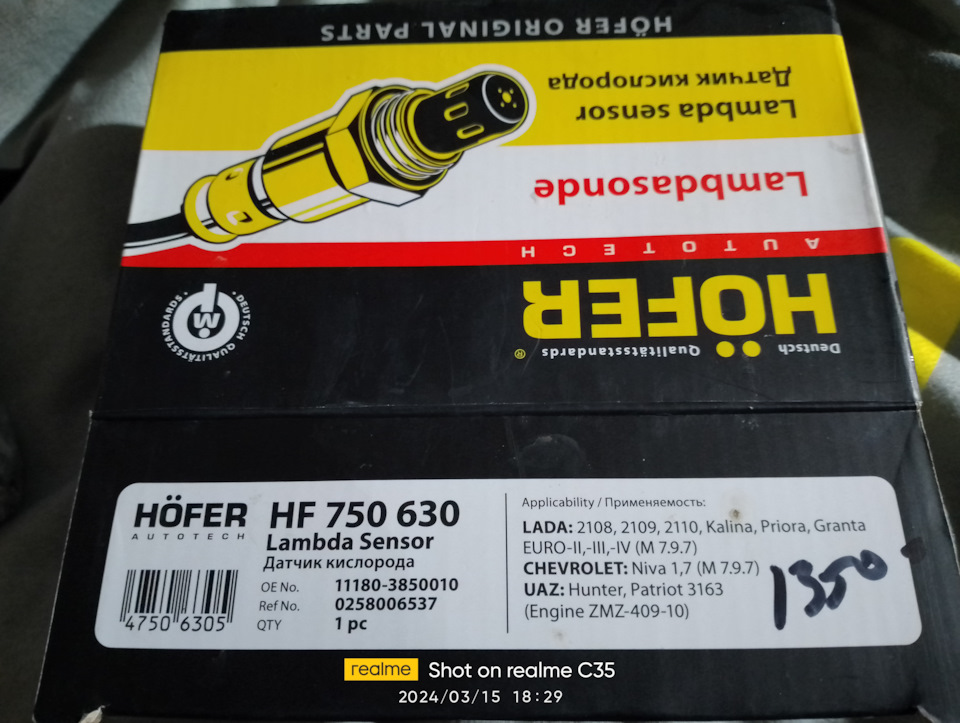 HÖFER ORIGINAL PARTS
Датчик кислорода
Lambda sensor
Lambdasonde
AUTOTECH
HÖFER
Deutsch Qualitätsstandards ®
DEUTSCH QUALITÄTSSTANDARDS
HÖFER
AUTOTECH
HF 750 630
Lambda Sensor
Датчик кислорода
OE No. 11180-3850010
Ref No. 0258006537
QTY 1 pc
4750 6305
Applicability / Применяемость:
LADA: 2108, 2109, 2110, Kalina, Priora, Granta
EURO-II,-III,-IV (M 7.9.7)
CHEVROLET: Niva 1,7 (M 7.9.7)
UAZ: Hunter, Patriot 3163
(Engine ZMZ-409-10)
1350
realme Shot on realme C35
2024/03/15 18:29